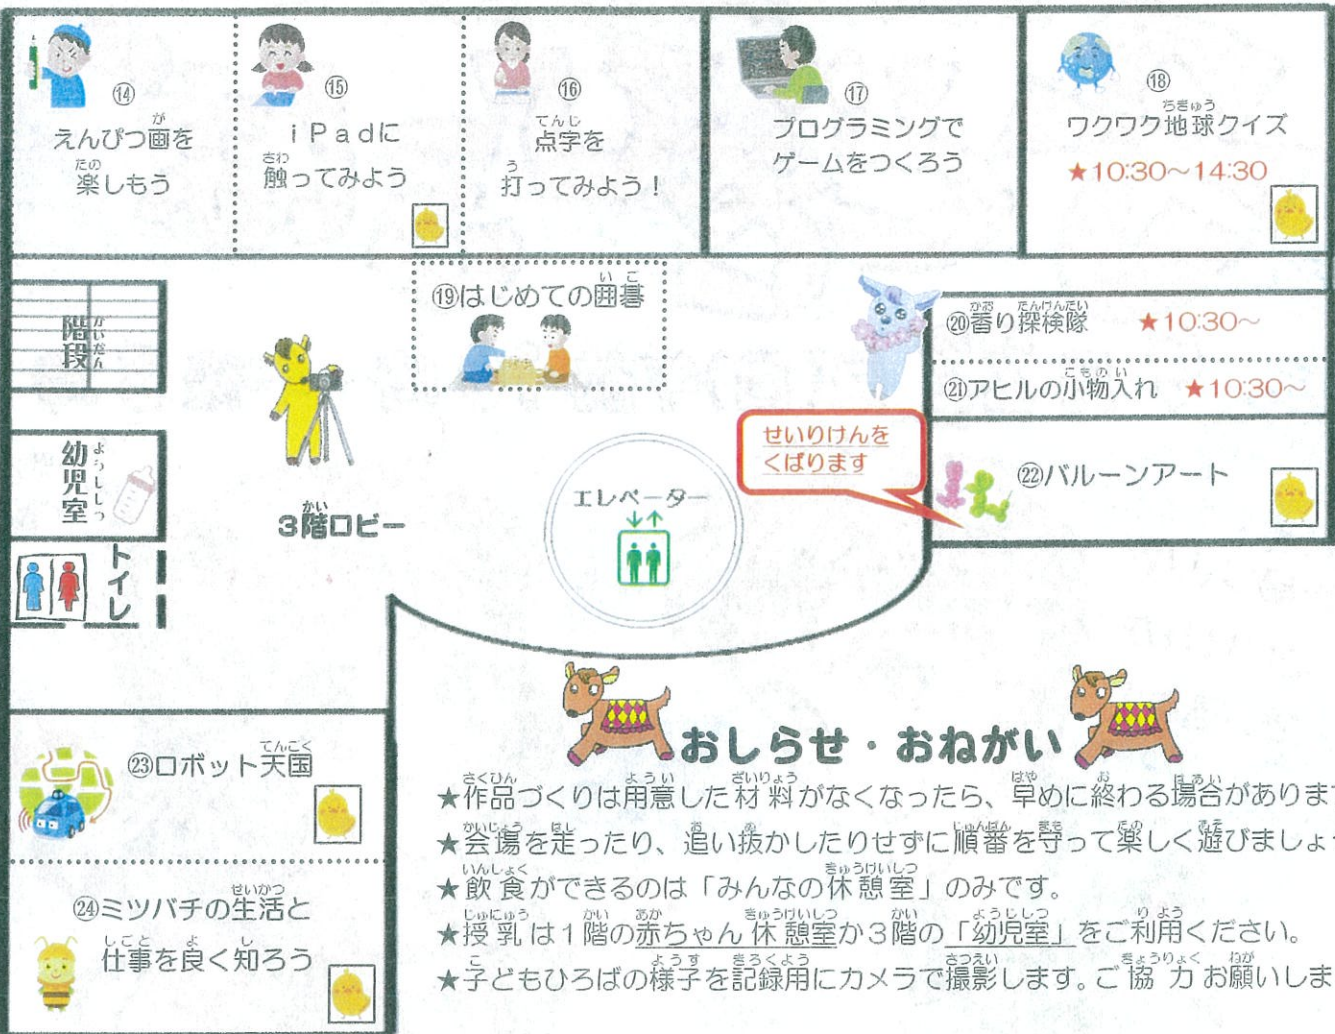 ⑭
えんぴつ画を
楽しもう
⑮
iPadに
触ってみよう
⑯
点字を
打ってみよう!
⑰
プログラミングで
ゲームをつくろう
⑱
ワクワク地球クイズ
★10:30～14:30
階段
⑲はじめての囲碁
⑳香り探検隊 ★10:30～
㉑アヒルの小物入れ ★10:30～
せいりけんを
くばります
㉒バルーンアート
幼児室
3階ロビー
エレベーター
トイレ
㉓ロボット天国
㉔ミツバチの生活と
仕事を良く知ろう
おしらせ・おねがい
★作品づくりは用意した材料がなくなったら、早めに終わる場合がありま
★会場を走ったり、追い抜かしたりせずに順番を守って楽しく遊びましょ
★飲食ができるのは「みんなの休憩室」のみです。
★授乳は1階の赤ちゃん休憩室か3階の「幼児室」をご利用ください。
★子どもひろばの様子を記録用にカメラで撮影します。ご協力お願いしま